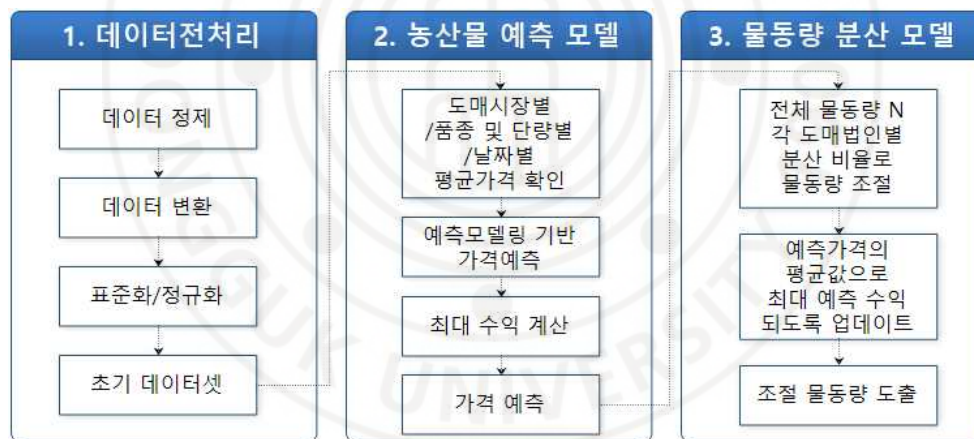 1. 데이터전처리
데이터 정제
데이터 변환
표준화/정규화
초기 데이터셋
2. 농산물 예측 모델
도매시장별
/품종 및 단량별
/날짜별
평균가격 확인
예측모델링 기반
가격예측
최대 수익 계산
가격 예측
3. 물동량 분산 모델
전체 물동량 N
각 도매법인별
분산 비율로
물동량 조절
예측가격의
평균값으로
최대 예측 수익
되도록 업데이트
조절 물동량 도출
ONGGUK UNIVERSITY